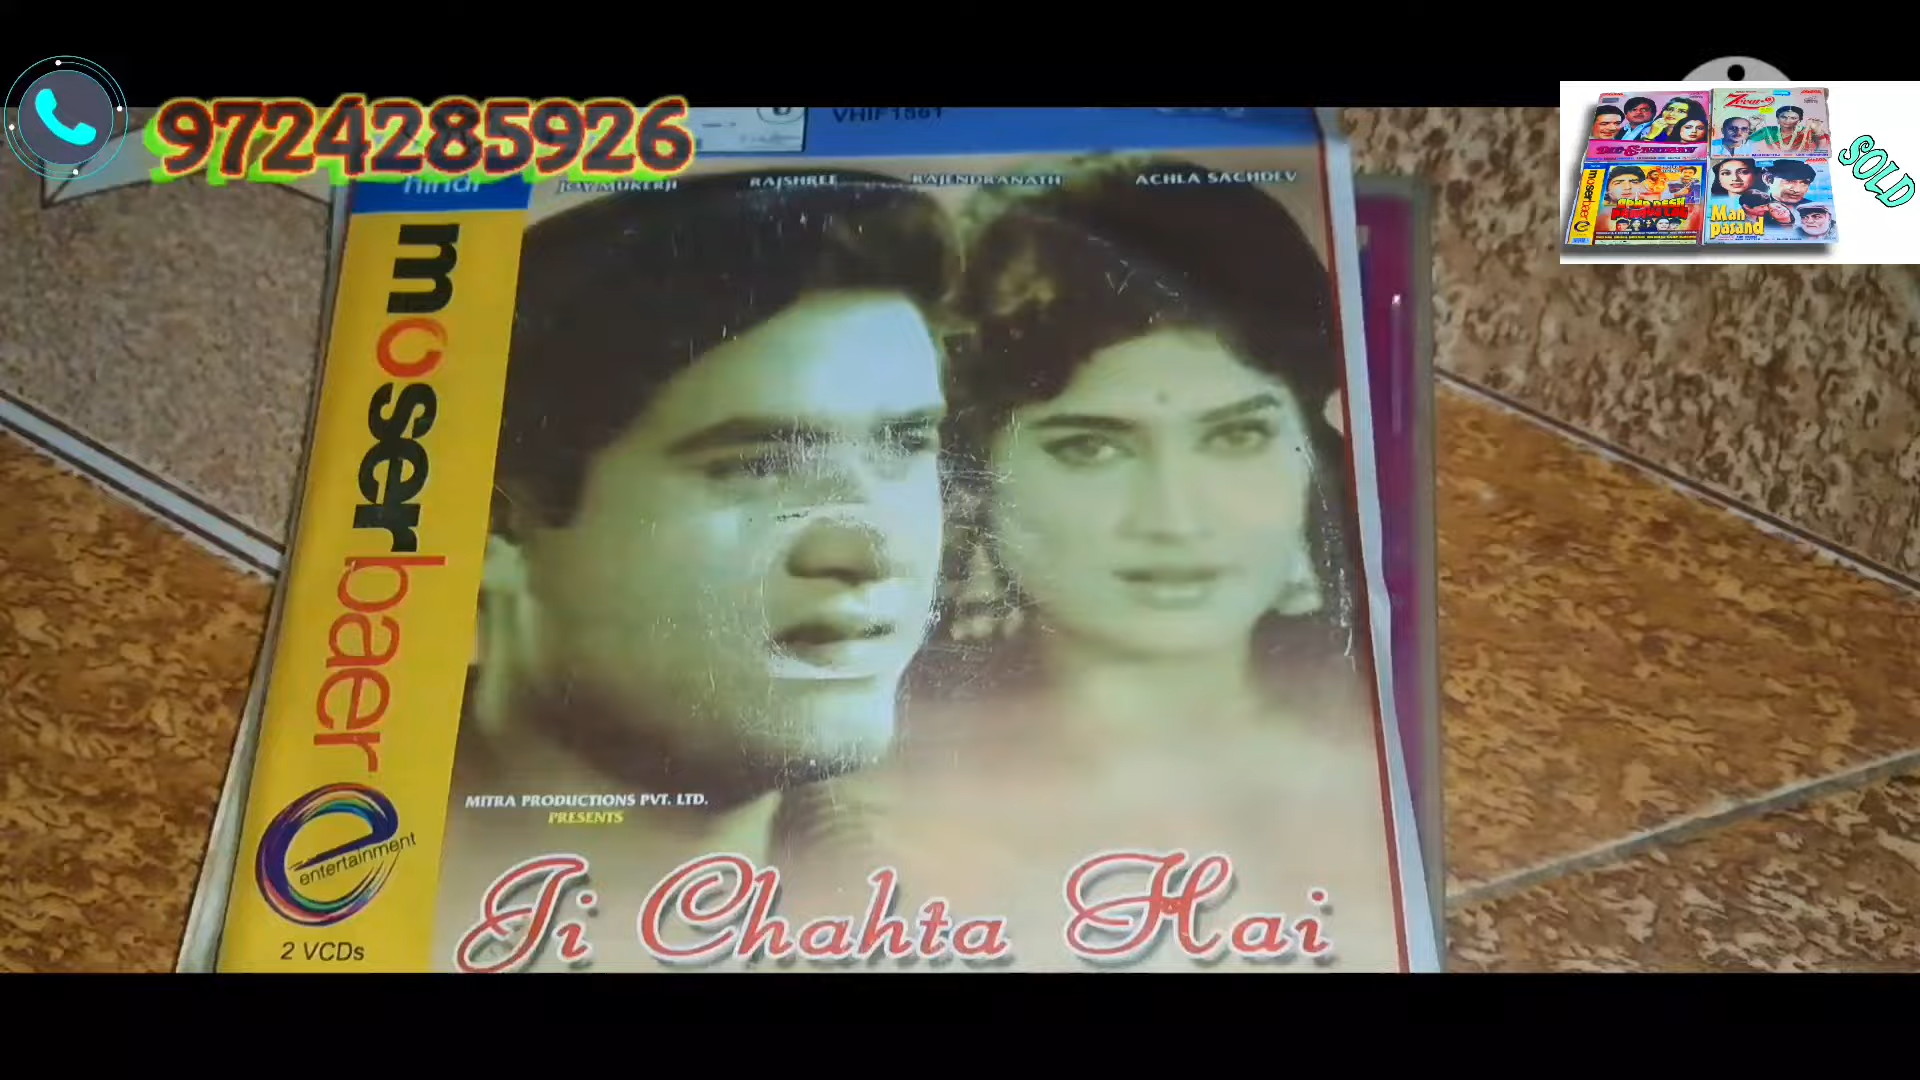 9724285926
VHIF1561
hindi
JOY MUKERJI RAJSHREE RAJENDRANATH ACHLA SACHDEV
moserbaer
entertainment
2 VCDs
MITRA PRODUCTIONS PVT. LTD.
PRESENTS
Ji Chahta Hai
SOLD
moserbaer
Man
pasand